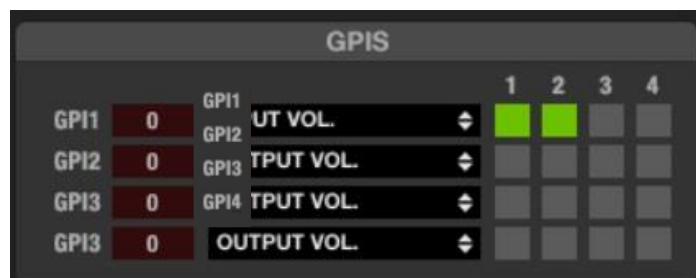 GPIS
1 2 3 4
GPI1 0 GPI1 UT VOL.
GPI2 0 GPI2 TPUT VOL.
GPI3 0 GPI3 TPUT VOL.
GPI3 0 GPI4 OUTPUT VOL.